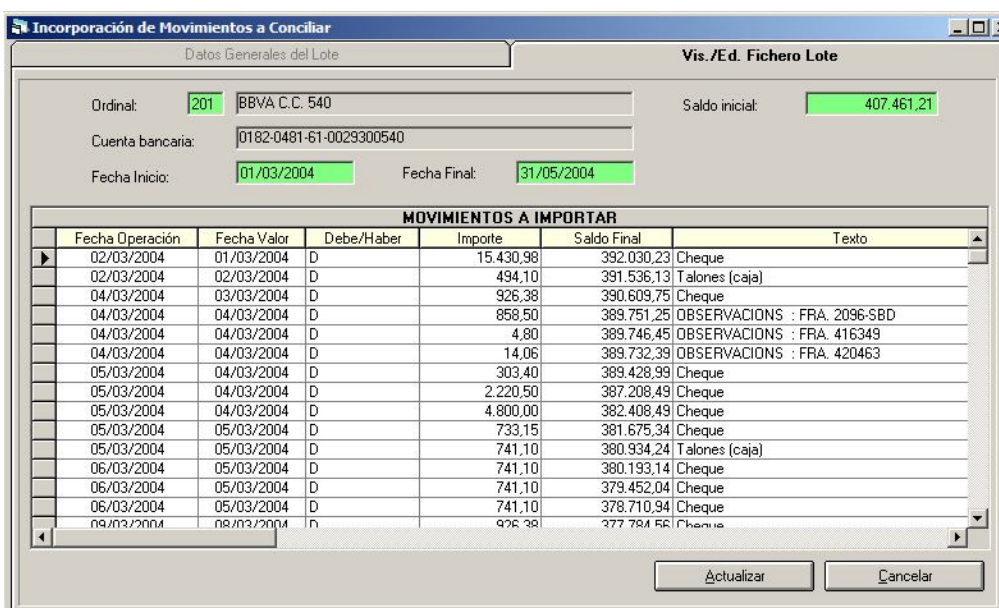 Incorporación de Movimientos a Conciliar
Datos Generales del Lote Vis./Ed. Fichero Lote
Ordinal: 201 BBVA C.C. 540 Saldo inicial: 407.461,21
Cuenta bancaria: 0182-0481-61-0029300540
Fecha Inicio: 01/03/2004 Fecha Final: 31/05/2004
MOVIMIENTOS A IMPORTAR
Fecha Operación Fecha Valor Debe/Haber Importe Saldo Final Texto
02/03/2004 01/03/2004 D 15.430,98 392.030,23 Cheque
02/03/2004 02/03/2004 D 494,10 391.536,13 Talones (caja)
04/03/2004 03/03/2004 D 926,38 390.609,75 Cheque
04/03/2004 04/03/2004 D 858,50 389.751,25 OBSERVACIONS : FRA. 2096-SBD
04/03/2004 04/03/2004 D 4,80 389.746,45 OBSERVACIONS : FRA. 416349
04/03/2004 04/03/2004 D 14,06 389.732,39 OBSERVACIONS : FRA. 420463
05/03/2004 04/03/2004 D 303,40 389.428,99 Cheque
05/03/2004 04/03/2004 D 2.220,50 387.208,49 Cheque
05/03/2004 04/03/2004 D 4.800,00 382.408,49 Cheque
05/03/2004 05/03/2004 D 733,15 381.675,34 Cheque
05/03/2004 05/03/2004 D 741,10 380.934,24 Talones (caja)
06/03/2004 05/03/2004 D 741,10 380.193,14 Cheque
06/03/2004 05/03/2004 D 741,10 379.452,04 Cheque
06/03/2004 05/03/2004 D 741,10 378.710,94 Cheque
09/03/2004 08/03/2004 D 926,38 377.784,56 Cheque
Actualizar Cancelar